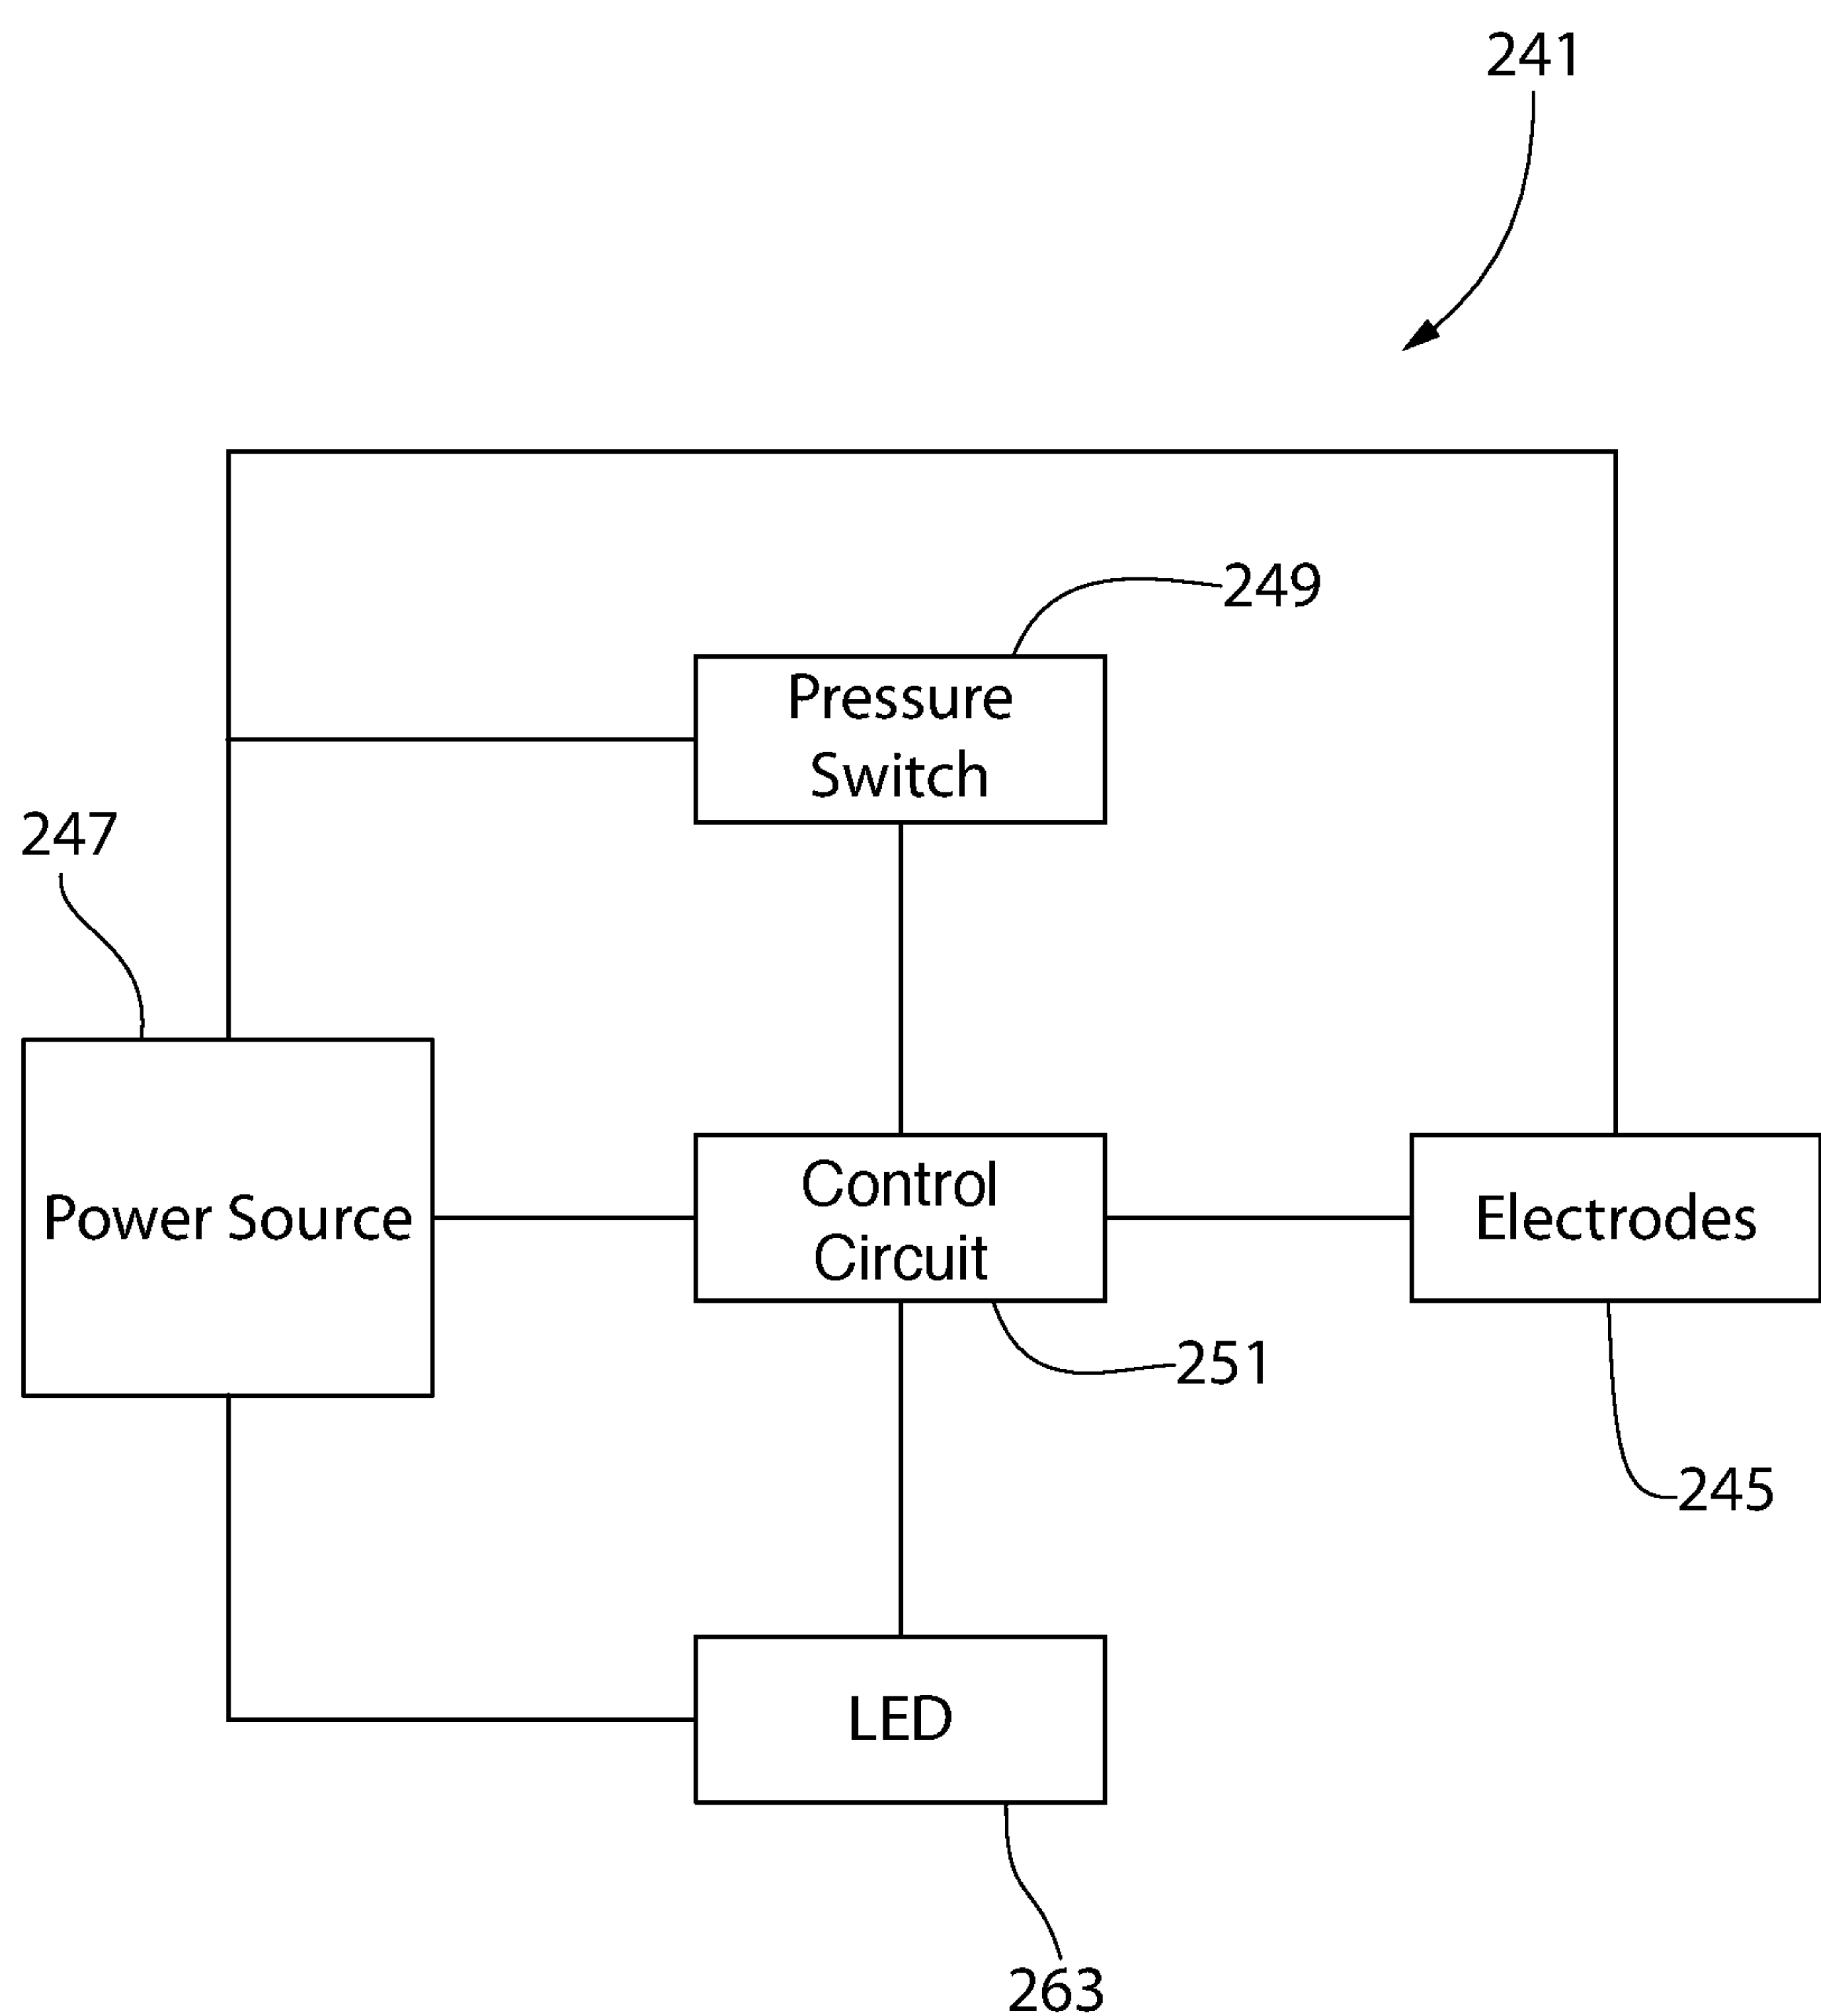 241
249
Pressure
Switch
247
Power Source
Control
Circuit
Electrodes
251
245
LED
263